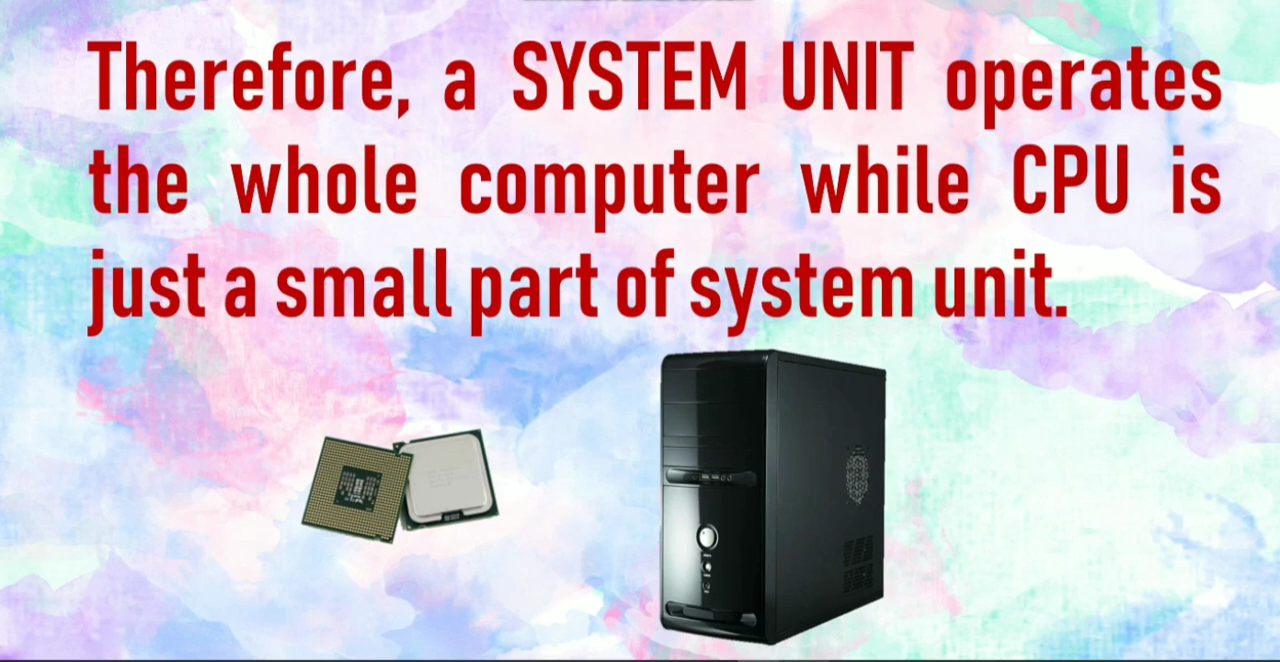 Therefore, a SYSTEM UNIT operates
the whole computer while CPU is
just a small part of system unit.